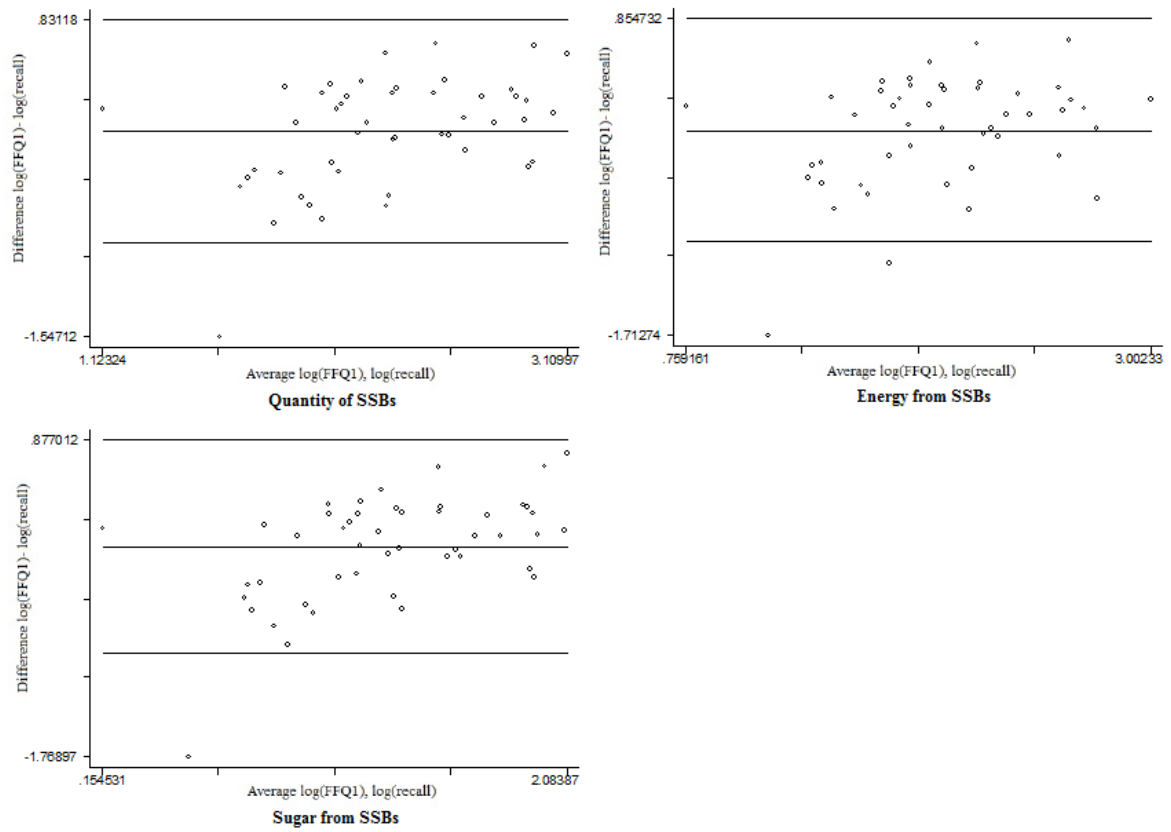 .83118
Difference log(FFQ1)- log(recall)
-1.54712
1.12324
3.10997
Average log(FFQ1), log(recall)
Quantity of SSBs
.854732
Difference log(FFQ1)- log(recall)
-1.71274
.759161
3.00233
Average log(FFQ1), log(recall)
Energy from SSBs
.877012
Difference log(FFQ1)- log(recall)
-1.76897
.154531
2.08387
Average log(FFQ1), log(recall)
Sugar from SSBs